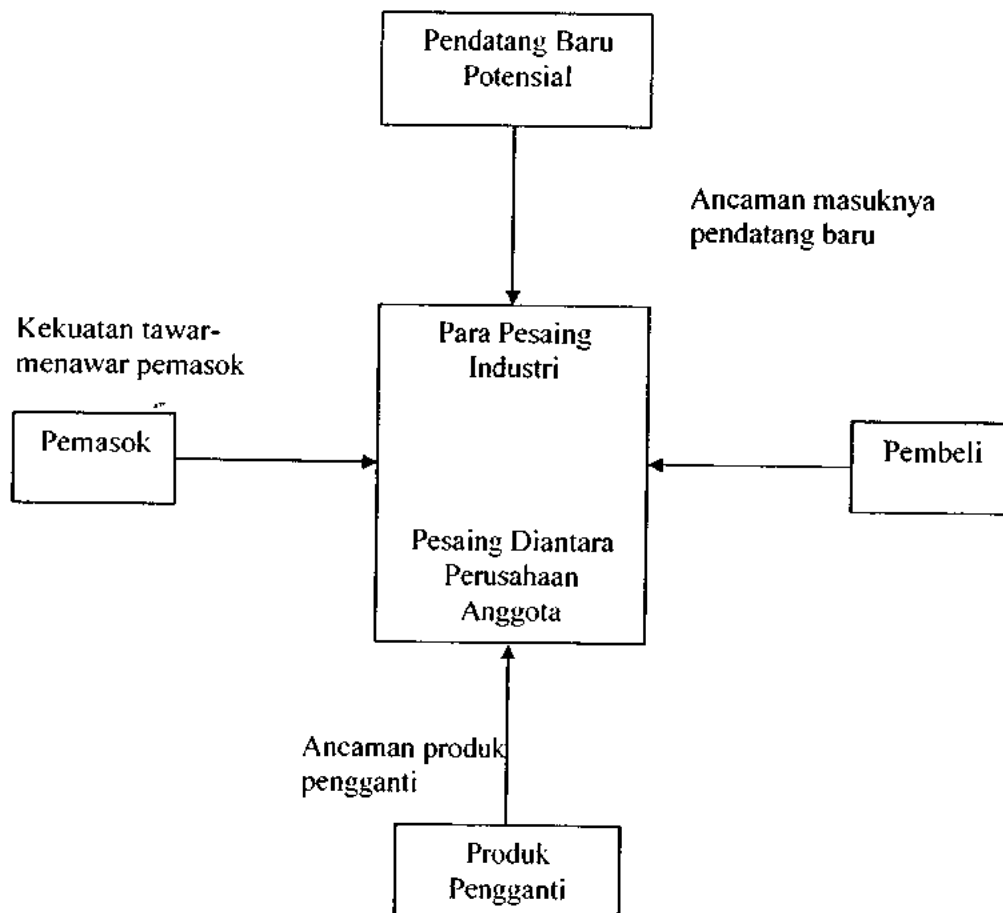 Pendatang Baru
Potensial
Ancaman masuknya
pendatang baru
Kekuatan tawar-
menawar pemasok
Para Pesaing
Industri
Pemasok
Pembeli
Pesaing Diantara
Perusahaan
Anggota
Ancaman produk
pengganti
Produk
Pengganti